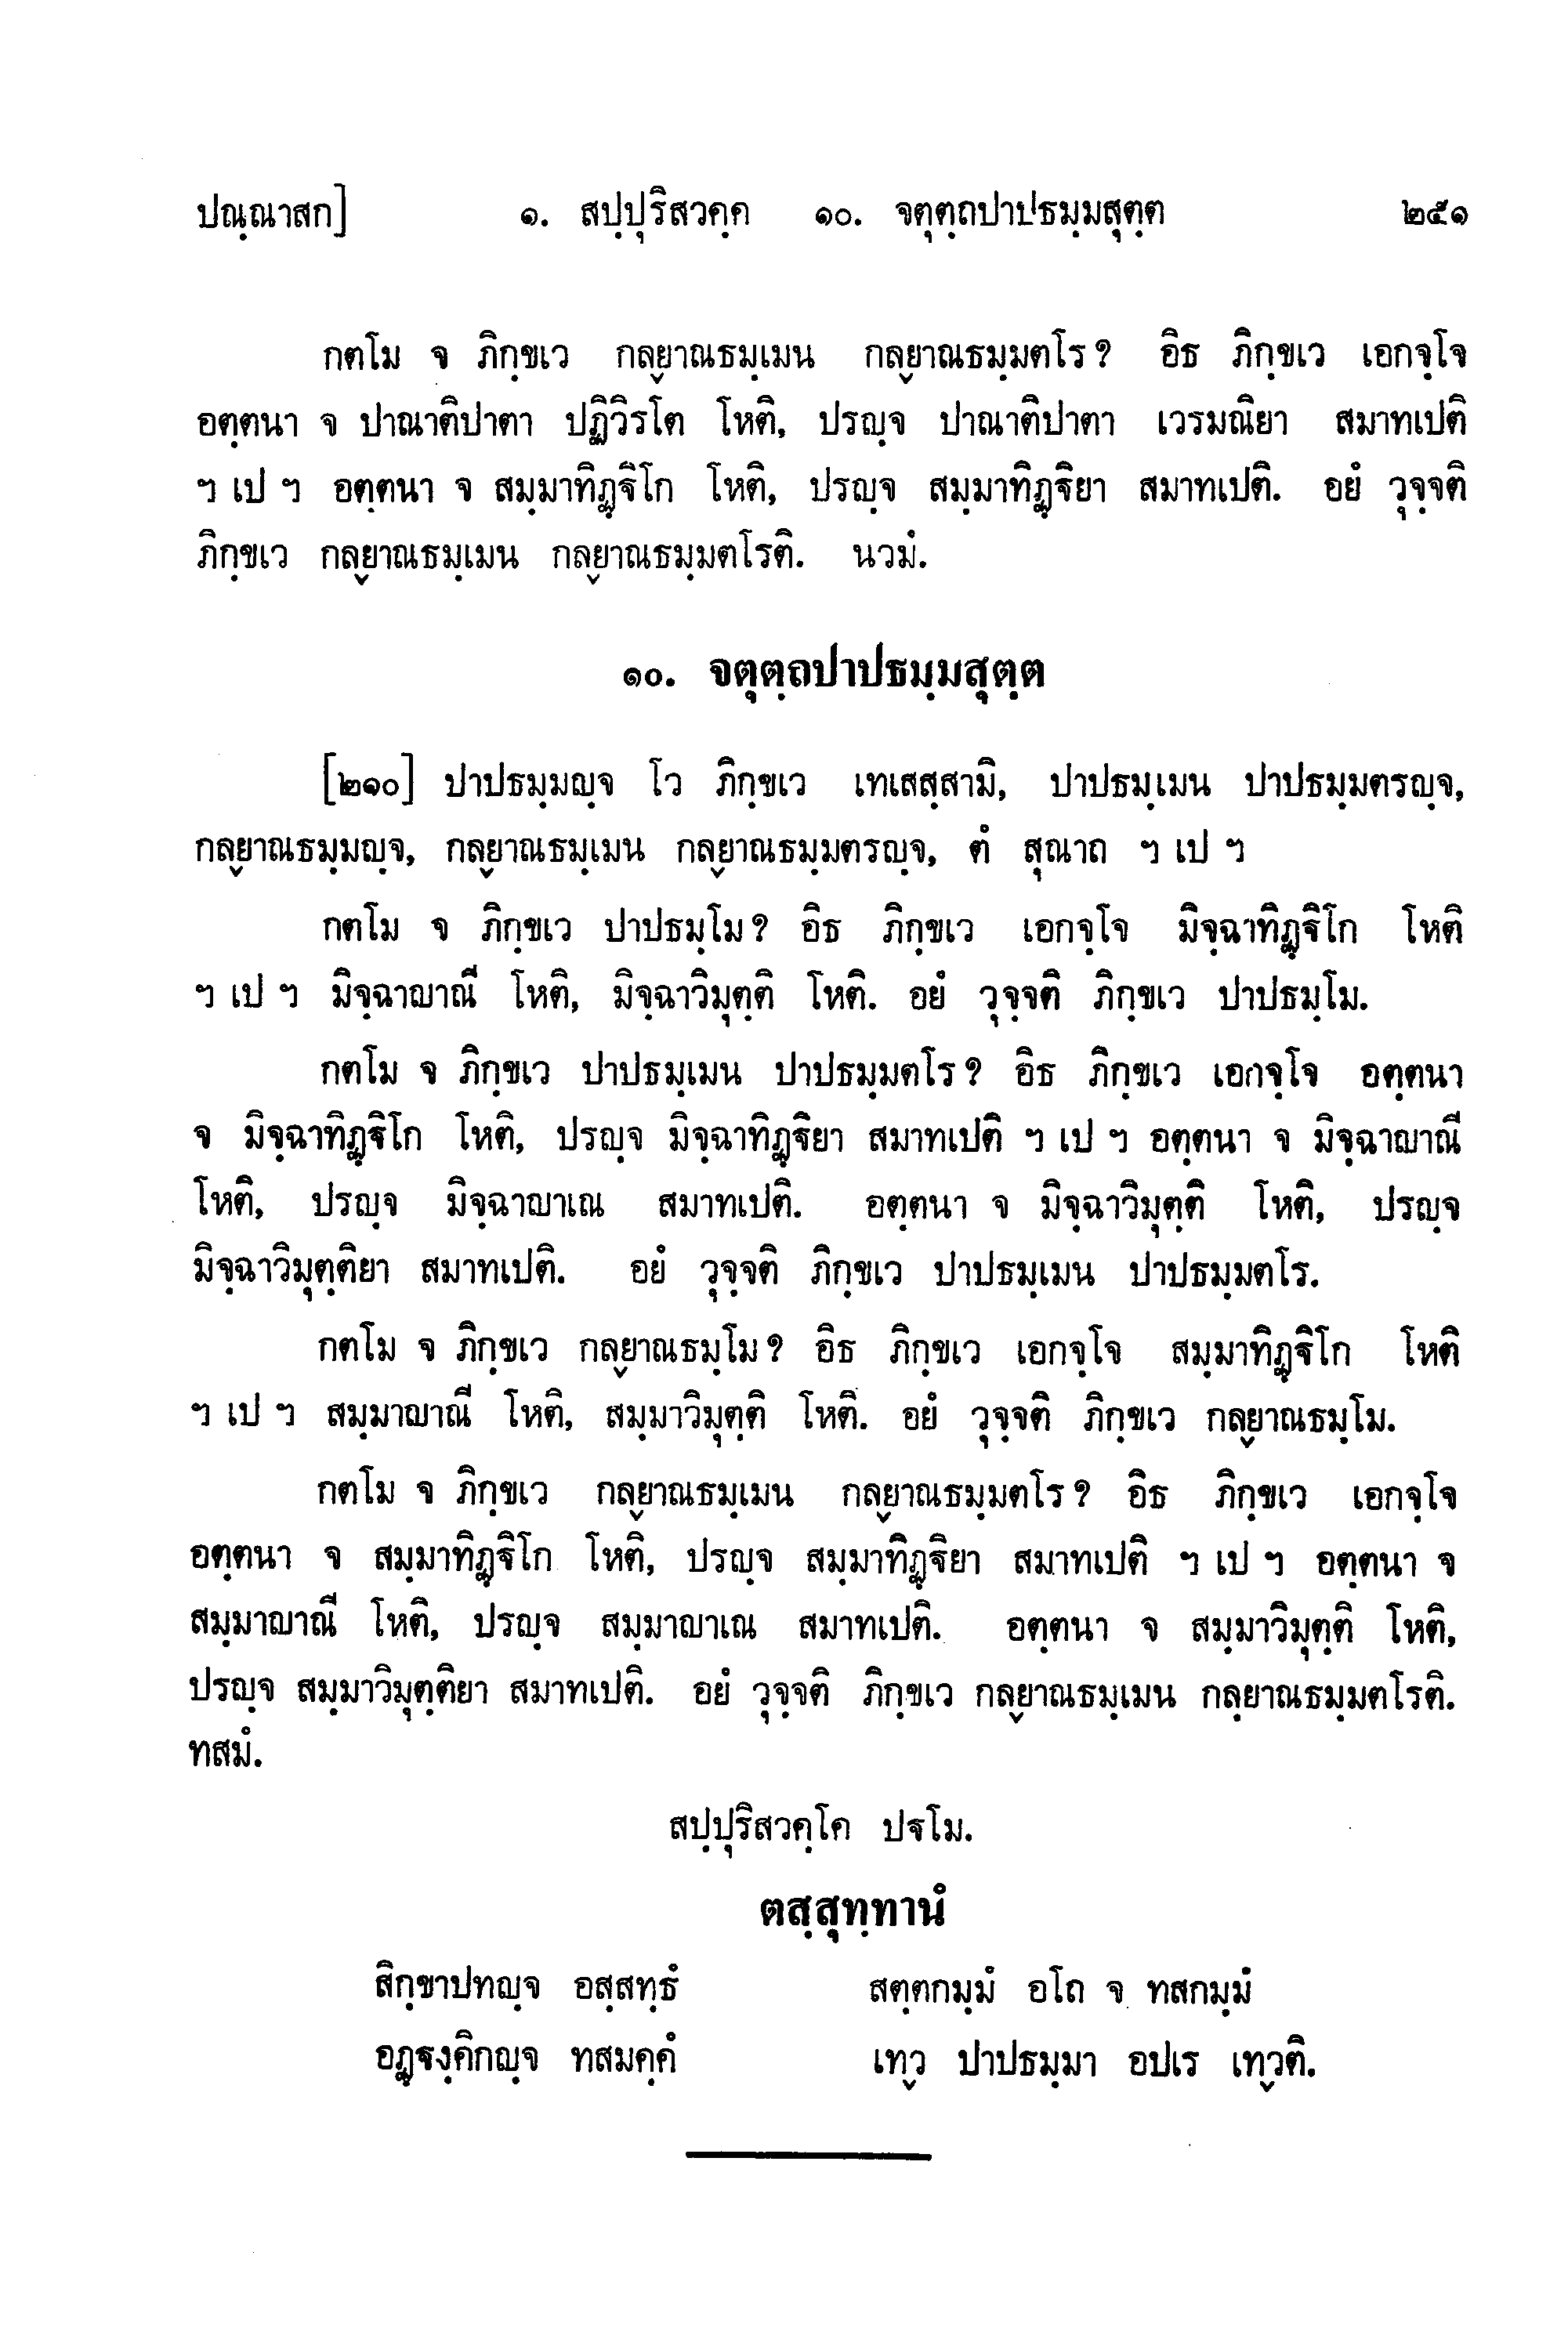 ปณฺณาสก] ๑. สปฺปุริสวคฺค ๑๐. จตุตฺถปาปธมฺมสุตฺต ๒๕๑
กตโม จ ภิกฺขเว กลฺยาณธมฺเมน กลฺยาณธมฺมตโร? อิธ ภิกฺขเว เอกจฺโจ
อตฺตนา จ ปาณาติปาตา ปฏิวิรโต โหติ, ปรญฺจ ปาณาติปาตา เวรมณิยา สมาทเปติ
ฯ เป ฯ อตฺตนา จ สมฺมาทิฏฺฐิโก โหติ, ปรญฺจ สมฺมาทิฏฺฐิยา สมาทเปติ. อยํ วุจฺจติ
ภิกฺขเว กลฺยาณธมฺเมน กลฺยาณธมฺมตโรติ. นวมํ.
๑๐. จตุตฺถปาปธมฺมสุตฺต
[๒๑๐] ปาปธมฺมญฺจ โว ภิกฺขเว เทเสสฺสามิ, ปาปธมฺเมน ปาปธมฺมตรญฺจ,
กลฺยาณธมฺมญฺจ, กลฺยาณธมฺเมน กลฺยาณธมฺมตรญฺจ, ตํ สุณาถ ฯ เป ฯ
กตโม จ ภิกฺขเว ปาปธมฺโม? อิธ ภิกฺขเว เอกจฺโจ มิจฺฉาทิฏฺฐิโก โหติ
ฯ เป ฯ มิจฺฉาญาณี โหติ, มิจฺฉาวิมุตฺติ โหติ. อยํ วุจฺจติ ภิกฺขเว ปาปธมฺโม.
กตโม จ ภิกฺขเว ปาปธมฺเมน ปาปธมฺมตโร? อิธ ภิกฺขเว เอกจฺโจ อตฺตนา
จ มิจฺฉาทิฏฺฐิโก โหติ, ปรญฺจ มิจฺฉาทิฏฺฐิยา สมาทเปติ ฯ เป ฯ อตฺตนา จ มิจฺฉาญาณี
โหติ, ปรญฺจ มิจฺฉาญาเณ สมาทเปติ. อตฺตนา จ มิจฺฉาวิมุตฺติ โหติ, ปรญฺจ
มิจฺฉาวิมุตฺติยา สมาทเปติ. อยํ วุจฺจติ ภิกฺขเว ปาปธมฺเมน ปาปธมฺมตโร.
กตโม จ ภิกฺขเว กลฺยาณธมฺโม? อิธ ภิกฺขเว เอกจฺโจ สมฺมาทิฏฺฐิโก โหติ
ฯ เป ฯ สมฺมาญาณี โหติ, สมฺมาวิมุตฺติ โหติ. อยํ วุจฺจติ ภิกฺขเว กลฺยาณธมฺโม.
กตโม จ ภิกฺขเว กลฺยาณธมฺเมน กลฺยาณธมฺมตโร? อิธ ภิกฺขเว เอกจฺโจ
อตฺตนา จ สมฺมาทิฏฺฐิโก โหติ, ปรญฺจ สมฺมาทิฏฺฐิยา สมาทเปติ ฯ เป ฯ อตฺตนา จ
สมฺมาญาณี โหติ, ปรญฺจ สมฺมาญาเณ สมาทเปติ. อตฺตนา จ สมฺมาวิมุตฺติ โหติ,
ปรญฺจ สมฺมาวิมุตฺติยา สมาทเปติ. อยํ วุจฺจติ ภิกฺขเว กลฺยาณธมฺเมน กลฺยาณธมฺมตโรติ.
ทสมํ.
สปฺปุริสวคฺโค ปฐโม.
ตสฺสุทฺทานํ
สิกฺขาปทญฺจ อสฺสทฺธํ สตฺตกมฺมํ อโถ จ ทสกมฺมํ
อฏฺฐงฺคิกญฺจ ทสมคฺคํ เทฺว ปาปธมฺมา อปเร เทฺวติ.